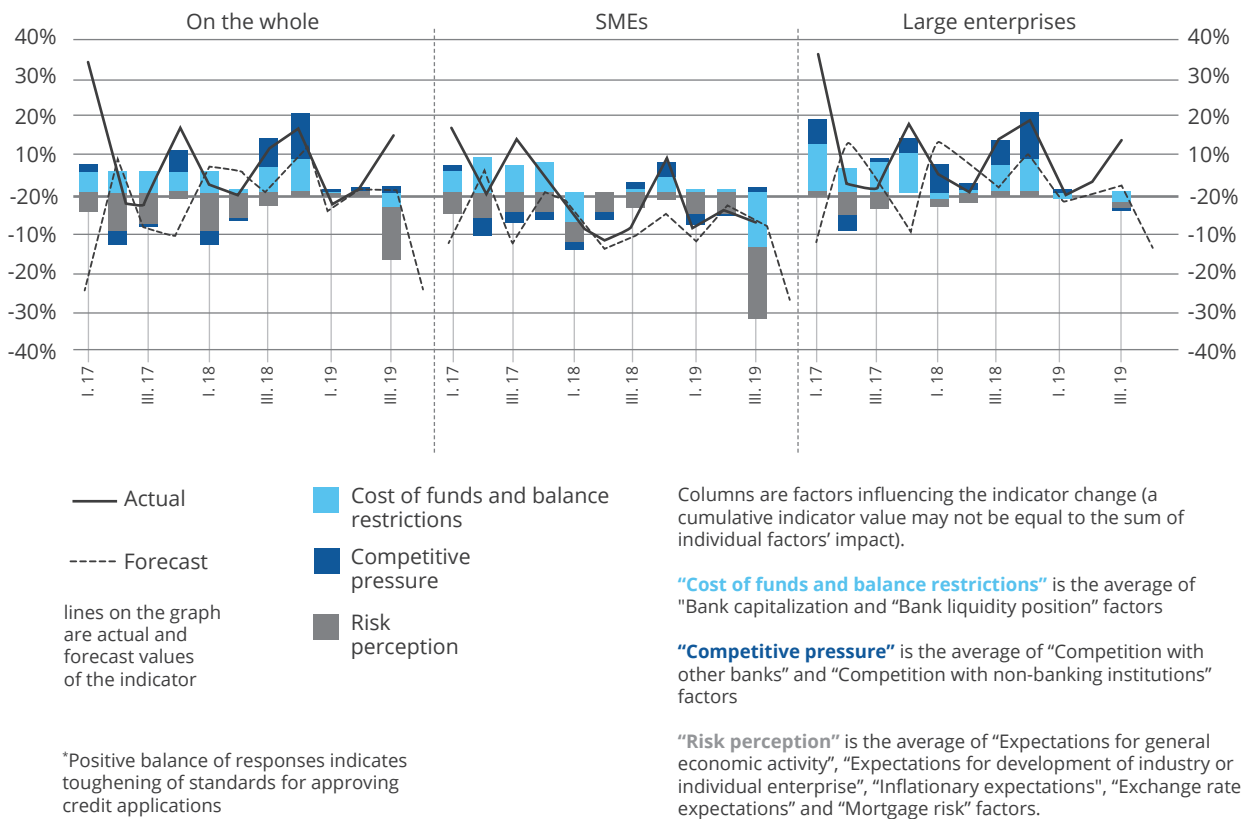 On the whole
SMEs
Large enterprises
40%
30%
20%
10%
-20%
-10%
-20%
-30%
-40%
40%
30%
20%
10%
-20%
-10%
-20%
-30%
-40%
I. 17
III. 17
I. 18
III. 18
I. 19
III. 19
I. 17
III. 17
I. 18
III. 18
I. 19
III. 19
I. 17
III. 17
I. 18
III. 18
I. 19
III. 19
Actual
Forecast
lines on the graph
are actual and
forecast values
of the indicator
Cost of funds and balance
restrictions
Competitive
pressure
Risk
perception
*Positive balance of responses indicates
toughening of standards for approving
credit applications
Columns are factors influencing the indicator change (a
cumulative indicator value may not be equal to the sum of
individual factors’ impact).
“Cost of funds and balance restrictions” is the average of
"Bank capitalization and “Bank liquidity position” factors
“Competitive pressure” is the average of “Competition with
other banks” and “Competition with non-banking institutions”
factors
“Risk perception” is the average of “Expectations for general
economic activity”, “Expectations for development of industry or
individual enterprise”, “Inflationary expectations", “Exchange rate
expectations” and “Mortgage risk” factors.